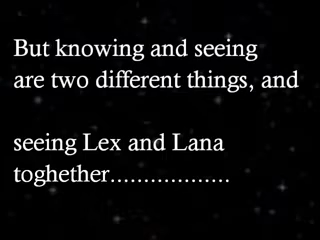 But knowing and seeing
are two different things, and
seeing Lex and Lana
toghether..................